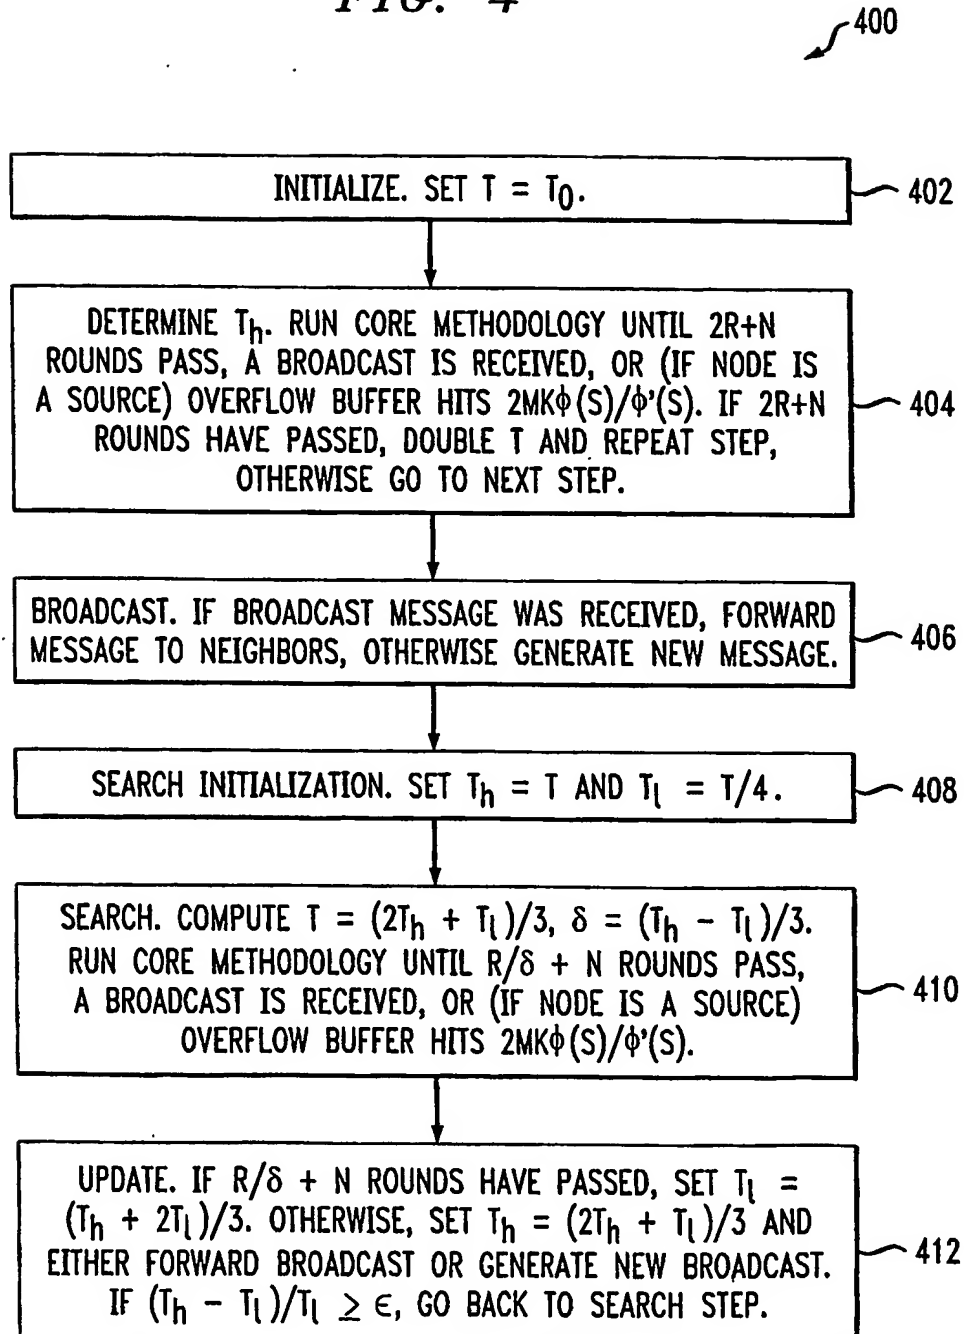 FIG. 4
400
INITIALIZE. SET T = T0.
402
DETERMINE Th. RUN CORE METHODOLOGY UNTIL 2R+N
ROUNDS PASS, A BROADCAST IS RECEIVED, OR (IF NODE IS
A SOURCE) OVERFLOW BUFFER HITS 2MKϕ(S)/ϕ'(S). IF 2R+N
ROUNDS HAVE PASSED, DOUBLE T AND REPEAT STEP,
OTHERWISE GO TO NEXT STEP.
404
BROADCAST. IF BROADCAST MESSAGE WAS RECEIVED, FORWARD
MESSAGE TO NEIGHBORS, OTHERWISE GENERATE NEW MESSAGE.
406
SEARCH INITIALIZATION. SET Th = T AND Tl = T/4.
408
SEARCH. COMPUTE T = (2Th + Tl)/3, δ = (Th - Tl)/3.
RUN CORE METHODOLOGY UNTIL R/δ + N ROUNDS PASS,
A BROADCAST IS RECEIVED, OR (IF NODE IS A SOURCE)
OVERFLOW BUFFER HITS 2MKϕ(S)/ϕ'(S).
410
UPDATE. IF R/δ + N ROUNDS HAVE PASSED, SET Tl =
(Th + 2Tl)/3. OTHERWISE, SET Th = (2Th + Tl)/3 AND
EITHER FORWARD BROADCAST OR GENERATE NEW BROADCAST.
IF (Th - Tl)/Tl ≥ ϵ, GO BACK TO SEARCH STEP.
412